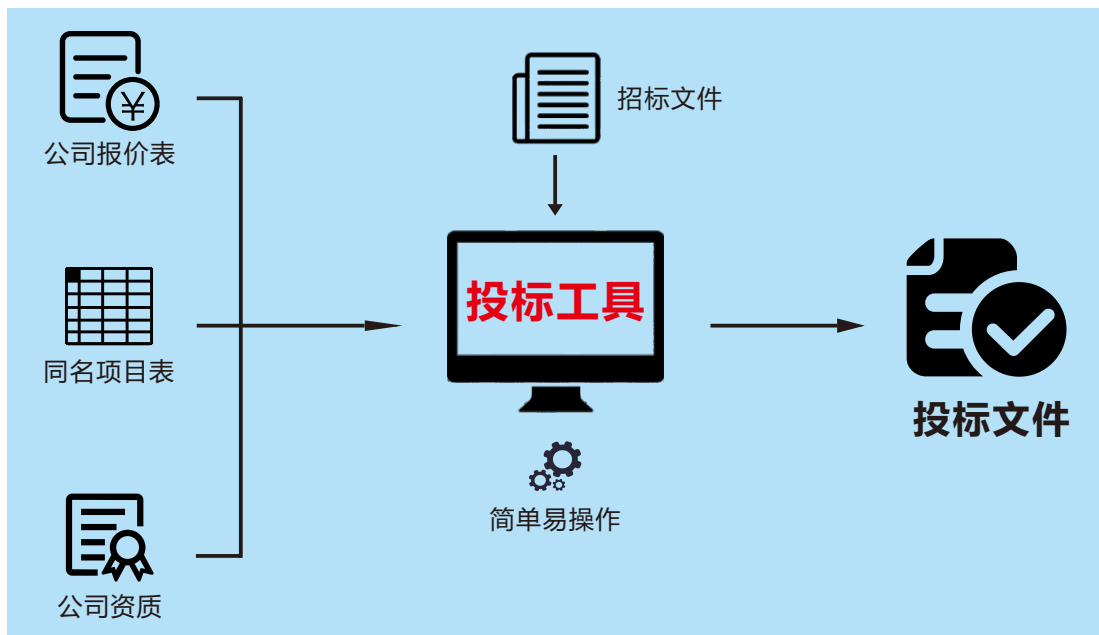 ¥
公司报价表
招标文件
投标工具
同名项目表
投标文件
简单易操作
公司资质